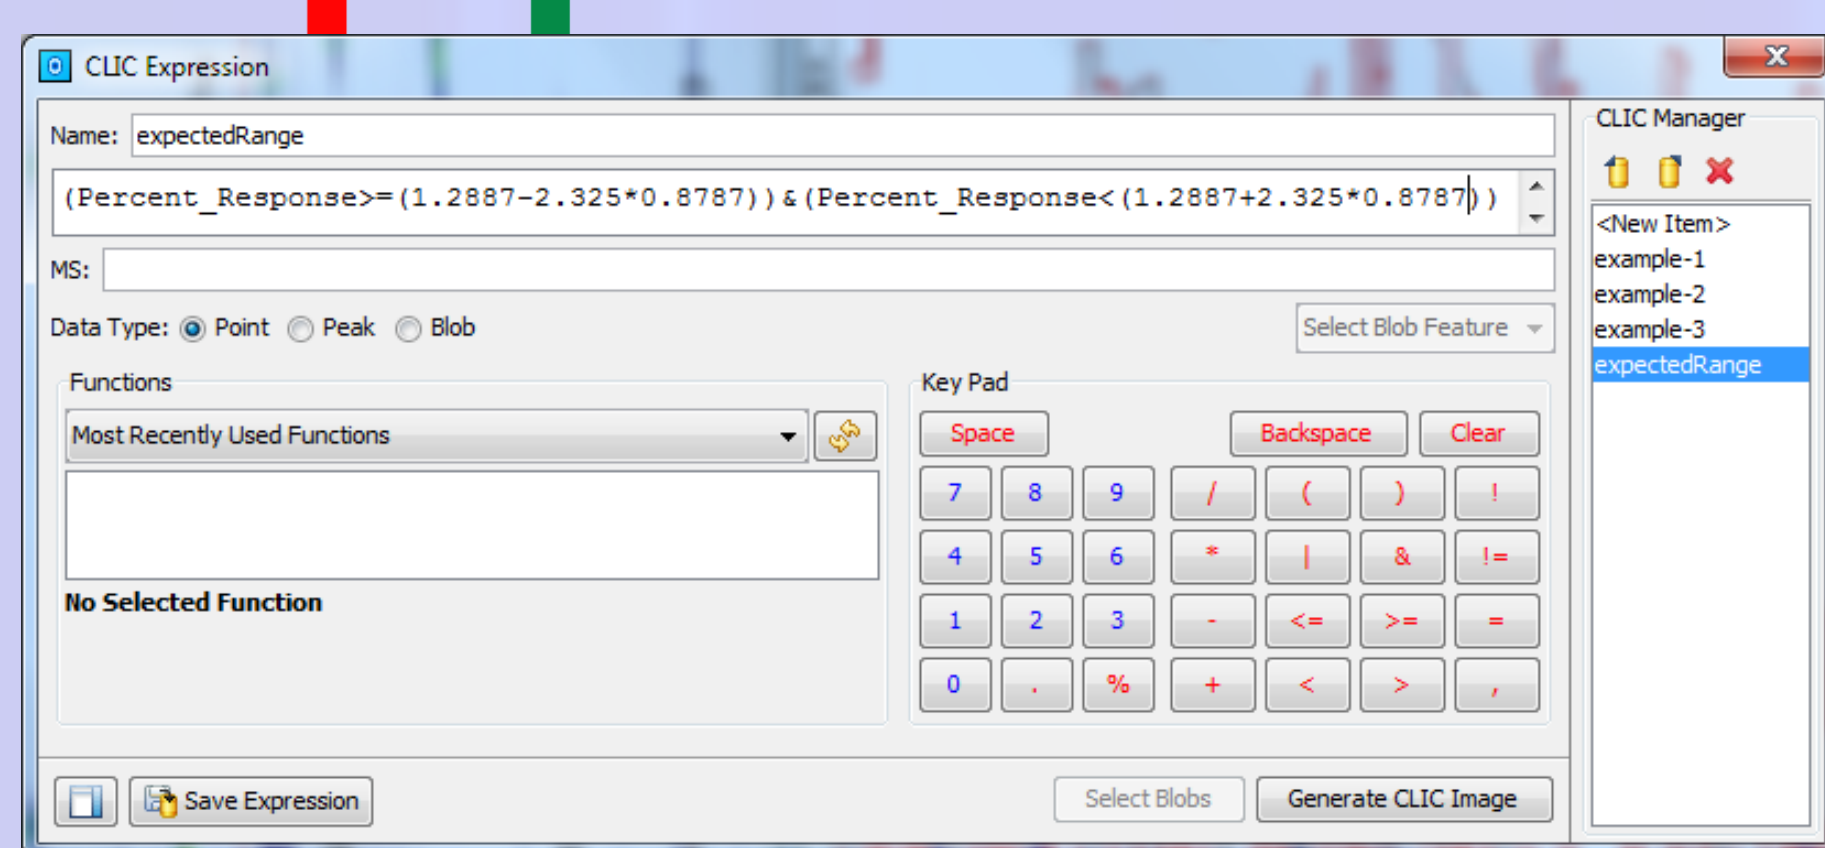 CLIC Expression
Name: expectedRange
(Percent_Response>=(1.2887-2.325*0.8787))&(Percent_Response<(1.2887+2.325*0.8787))
MS:
Data Type: Point Peak Blob
Select Blob Feature
Functions
Most Recently Used Functions
No Selected Function
Key Pad
Space Backspace Clear
7 8 9 / ( ) !
4 5 6 * | & !=
1 2 3 - <= >= =
0 . % + < > ,
Save Expression
Select Blobs
Generate CLIC Image
CLIC Manager
<New Item>
example-1
example-2
example-3
expectedRange